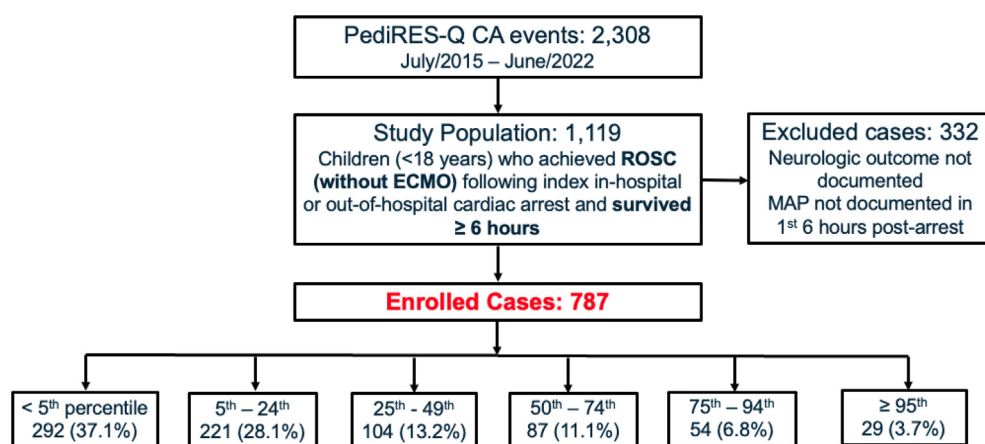 PediRES-Q CA events: 2,308
July/2015 – June/2022
Study Population: 1,119
Children (<18 years) who achieved ROSC
(without ECMO) following index in-hospital
or out-of-hospital cardiac arrest and survived
≥ 6 hours
Excluded cases: 332
Neurologic outcome not
documented
MAP not documented in
1st 6 hours post-arrest
Enrolled Cases: 787
< 5th percentile
292 (37.1%)
5th – 24th
221 (28.1%)
25th - 49th
104 (13.2%)
50th – 74th
87 (11.1%)
75th – 94th
54 (6.8%)
≥ 95th
29 (3.7%)